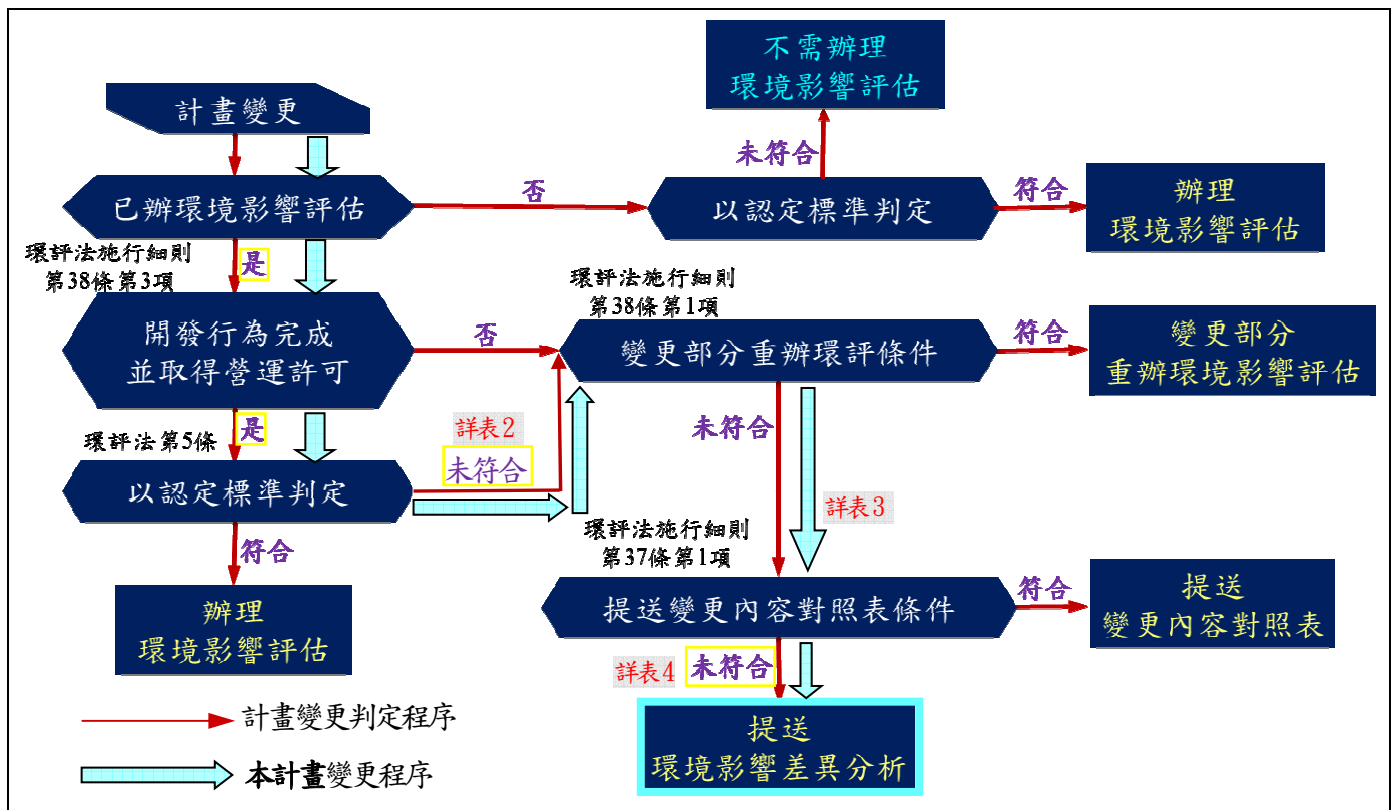 不需辦理
環境影響評估
計畫變更
未符合
已辦環境影響評估
否
以認定標準判定
符合
辦理
環境影響評估
環評法施行細則
第38條第3項
是
環評法施行細則
第38條第1項
開發行為完成
並取得營運許可
否
變更部分重辦環評條件
符合
變更部分
重辦環境影響評估
環評法第5條
是
詳表2
未符合
未符合
以認定標準判定
詳表3
符合
環評法施行細則
第37條第1項
辦理
環境影響評估
提送變更內容對照表條件
符合
提送
變更內容對照表
詳表4
未符合
計畫變更判定程序
提送
環境影響差異分析
本計畫變更程序